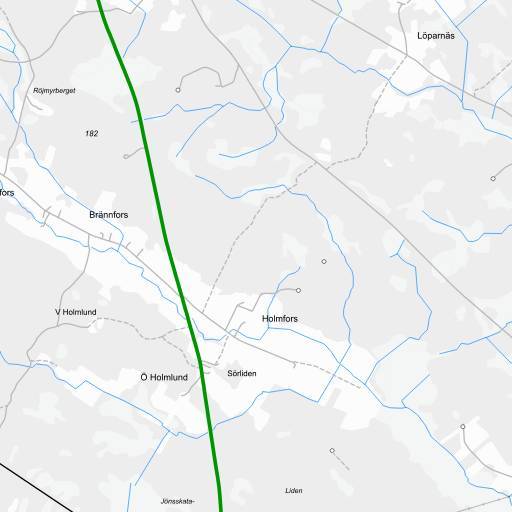 Löparnäs
Röjmyrberget
182
fors
Brännfors
V Holmlund
Holmfors
Ö Holmlund
Sörliden
Liden
Jönsskata-